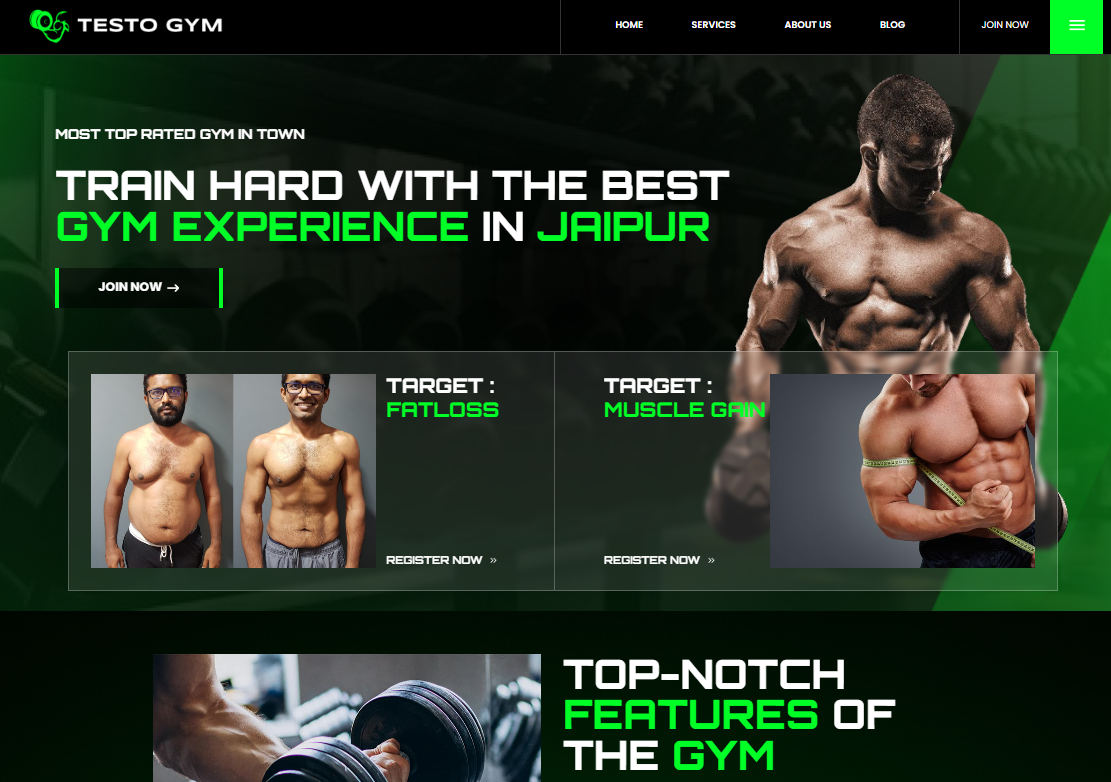 TESTO GYM
HOME
SERVICES
ABOUT US
BLOG
JOIN NOW
MOST TOP RATED GYM IN TOWN
TRAIN HARD WITH THE BEST
GYM EXPERIENCE IN JAIPUR
JOIN NOW →
TARGET :
FATLOSS
REGISTER NOW »
TARGET :
MUSCLE GAIN
REGISTER NOW »
TOP-NOTCH
FEATURES OF
THE GYM